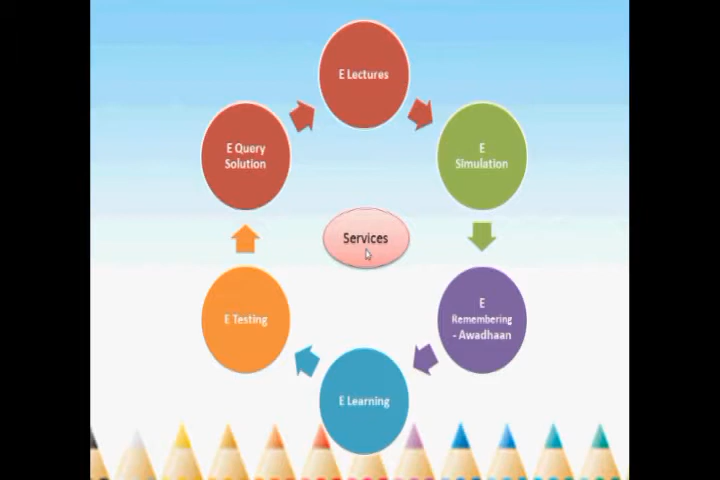 E Lectures
E
Simulation
E
Remembering
- Awadhaan
E Learning
E Testing
E Query
Solution
Services